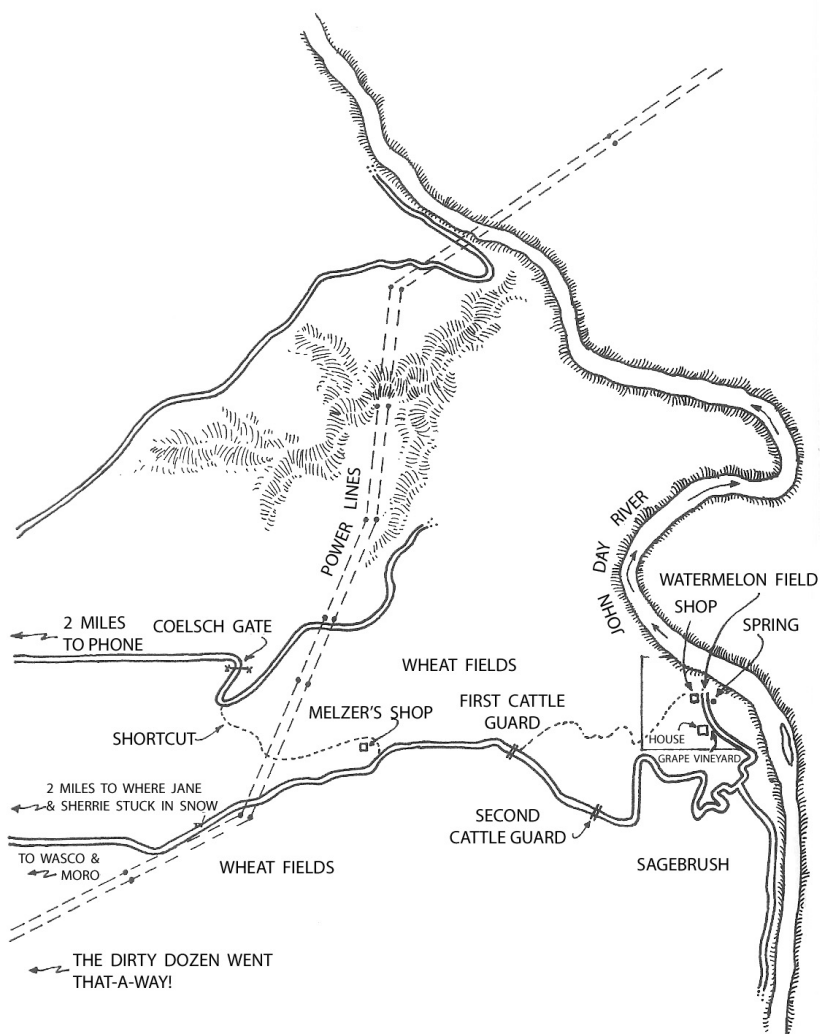 POWER LINES
JOHN DAY RIVER
WATERMELON FIELD
SHOP
SPRING
2 MILES
TO PHONE
COELSCH GATE
WHEAT FIELDS
FIRST CATTLE
GUARD
MELZER'S SHOP
SHORTCUT
HOUSE
GRAPE VINEYARD
2 MILES TO WHERE JANE
& SHERRIE STUCK IN SNOW
SECOND
CATTLE GUARD
TO WASCO &
MORO
WHEAT FIELDS
SAGEBRUSH
THE DIRTY DOZEN WENT
THAT-A-WAY!